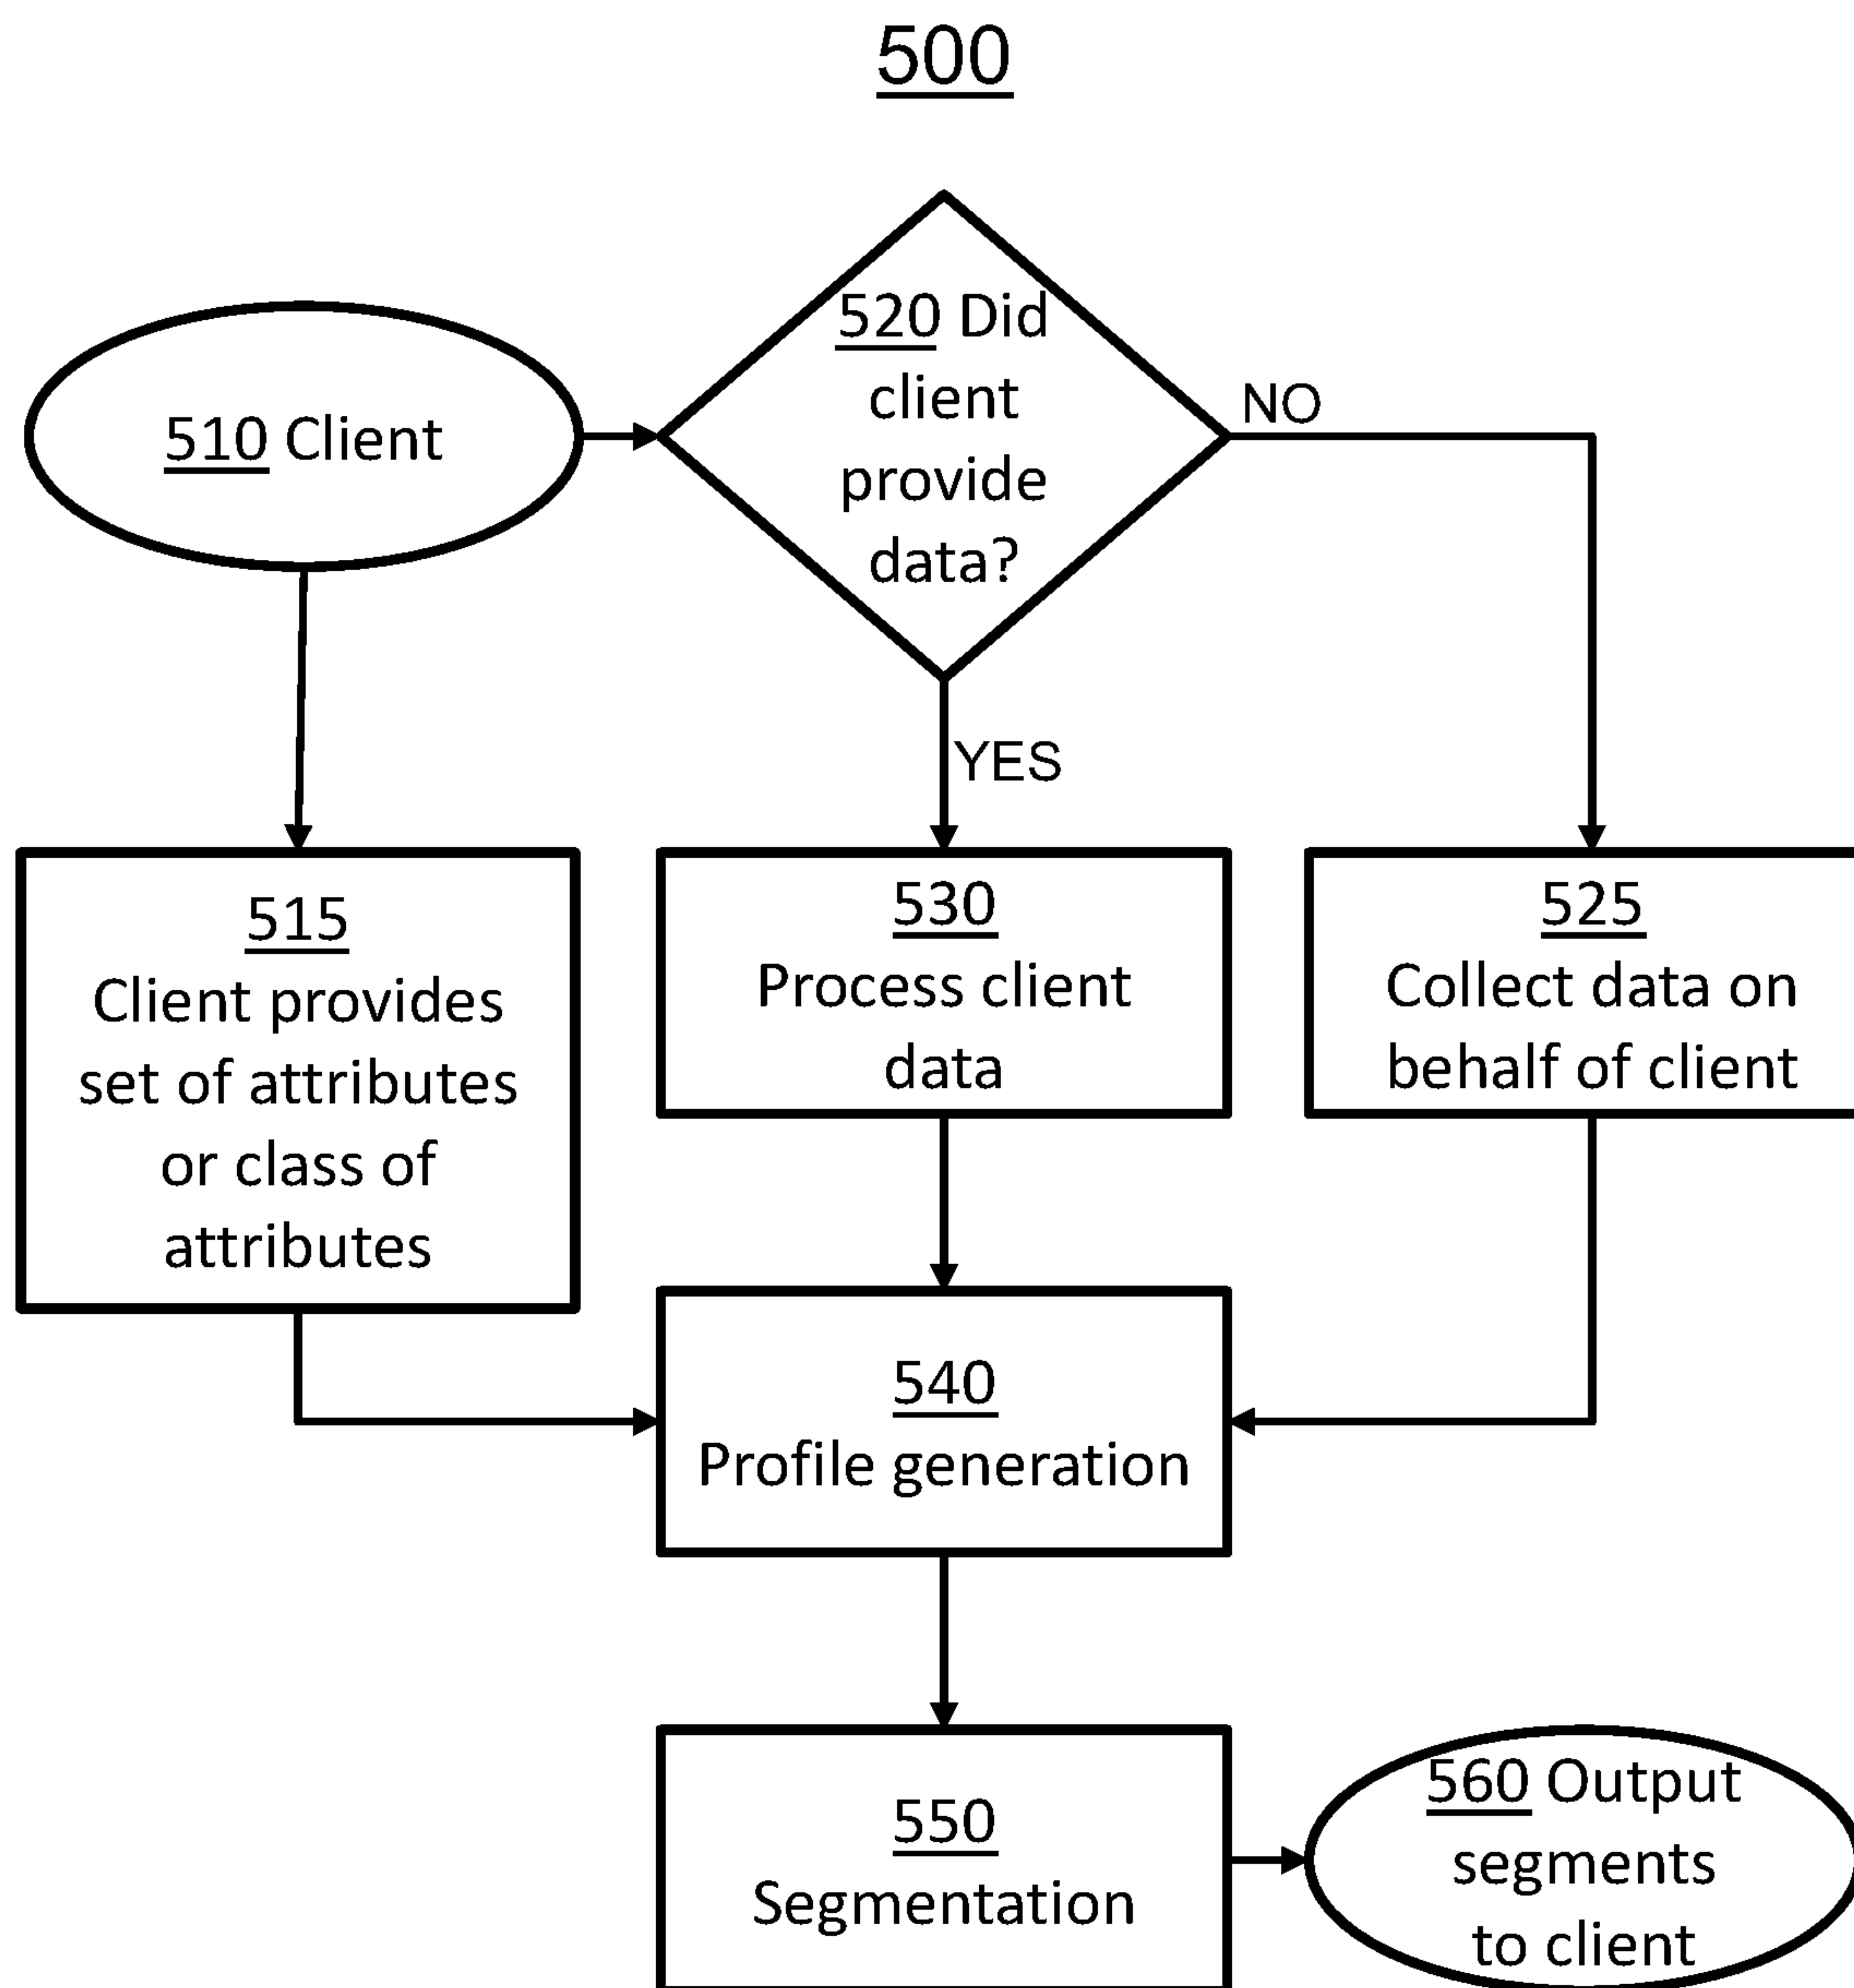 500
520 Did
client
provide
data?
NO
510 Client
YES
515
Client provides
set of attributes
or class of
attributes
530
Process client
data
525
Collect data on
behalf of client
540
Profile generation
550
Segmentation
560 Output
segments
to client